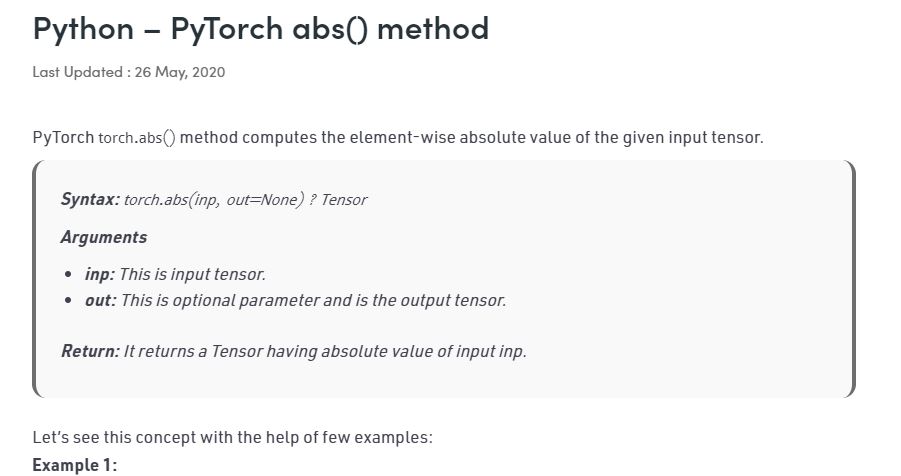 Python – PyTorch abs() method
Last Updated : 26 May, 2020
PyTorch torch.abs() method computes the element-wise absolute value of the given input tensor.
Syntax: torch.abs(inp, out=None) ? Tensor
Arguments
• inp: This is input tensor.
• out: This is optional parameter and is the output tensor.
Return: It returns a Tensor having absolute value of input inp.
Let's see this concept with the help of few examples:
Example 1: